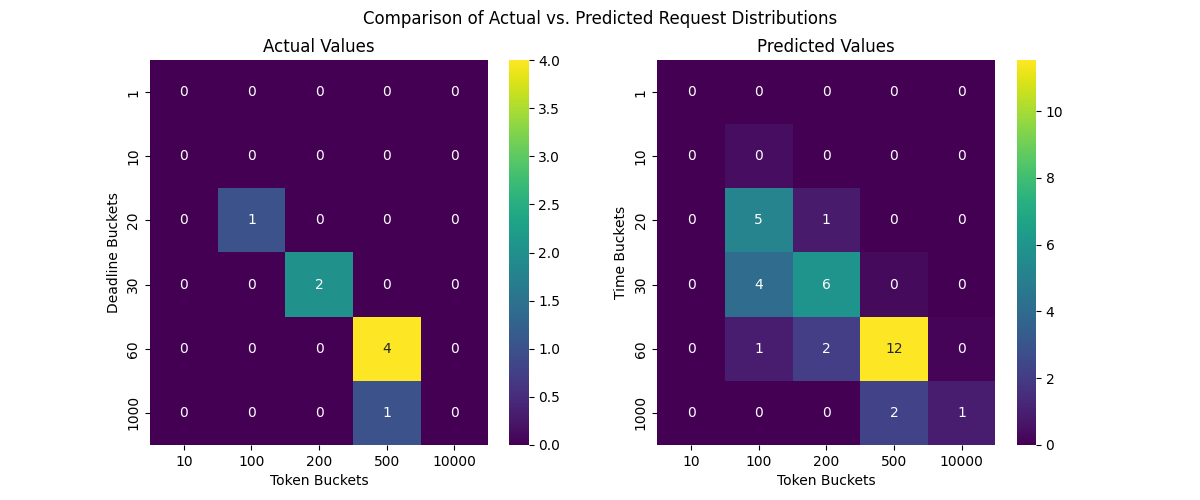 Comparison of Actual vs. Predicted Request Distributions
Actual Values
Deadline Buckets
1 0 0 0 0 0
10 0 0 0 0 0
20 0 1 0 0 0
30 0 0 2 0 0
60 0 0 0 4 0
1000 0 0 0 1 0
10 100 200 500 10000
Token Buckets
4.0
3.5
3.0
2.5
2.0
1.5
1.0
0.5
0.0
Predicted Values
Time Buckets
1 0 0 0 0 0
10 0 0 0 0 0
20 0 5 1 0 0
30 0 4 6 0 0
60 0 1 2 12 0
1000 0 0 0 2 1
10 100 200 500 10000
Token Buckets
10
8
6
4
2
0